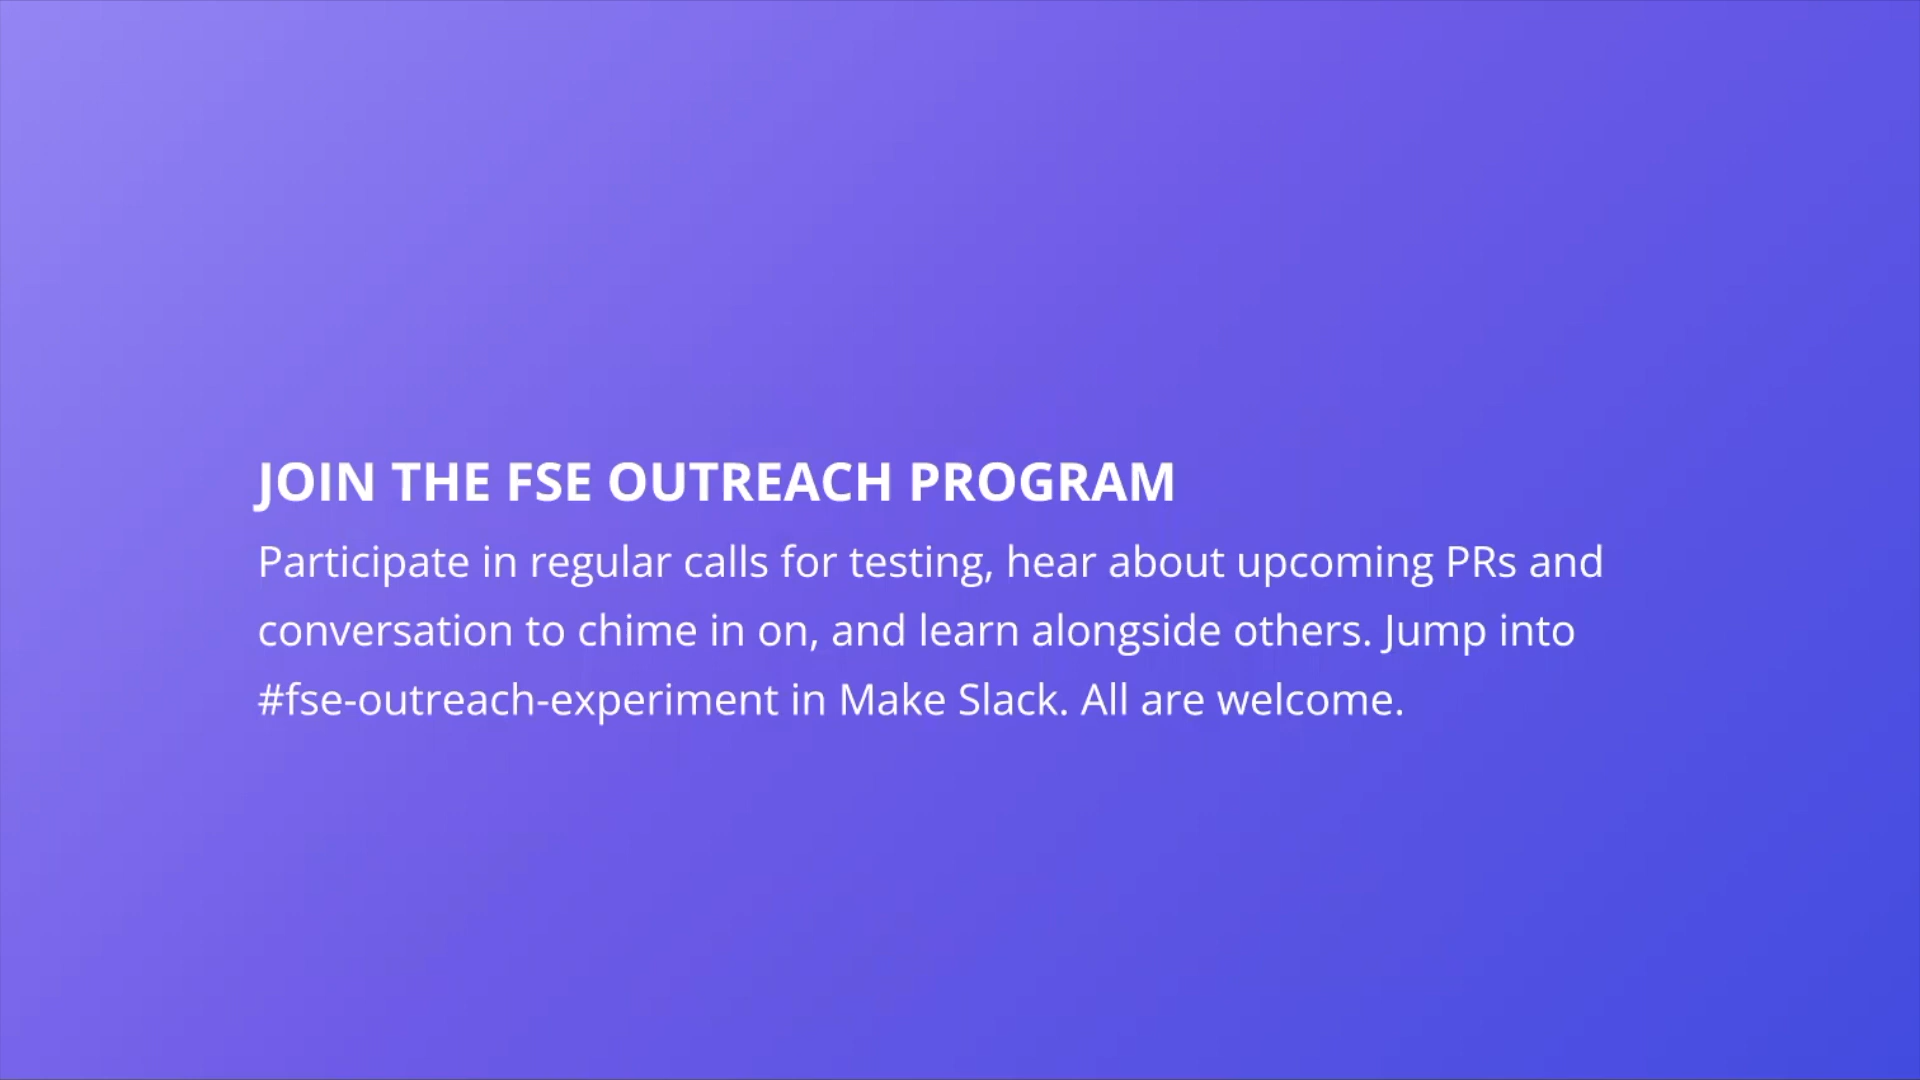 JOIN THE FSE OUTREACH PROGRAM
Participate in regular calls for testing, hear about upcoming PRs and
conversation to chime in on, and learn alongside others. Jump into
#fse-outreach-experiment in Make Slack. All are welcome.